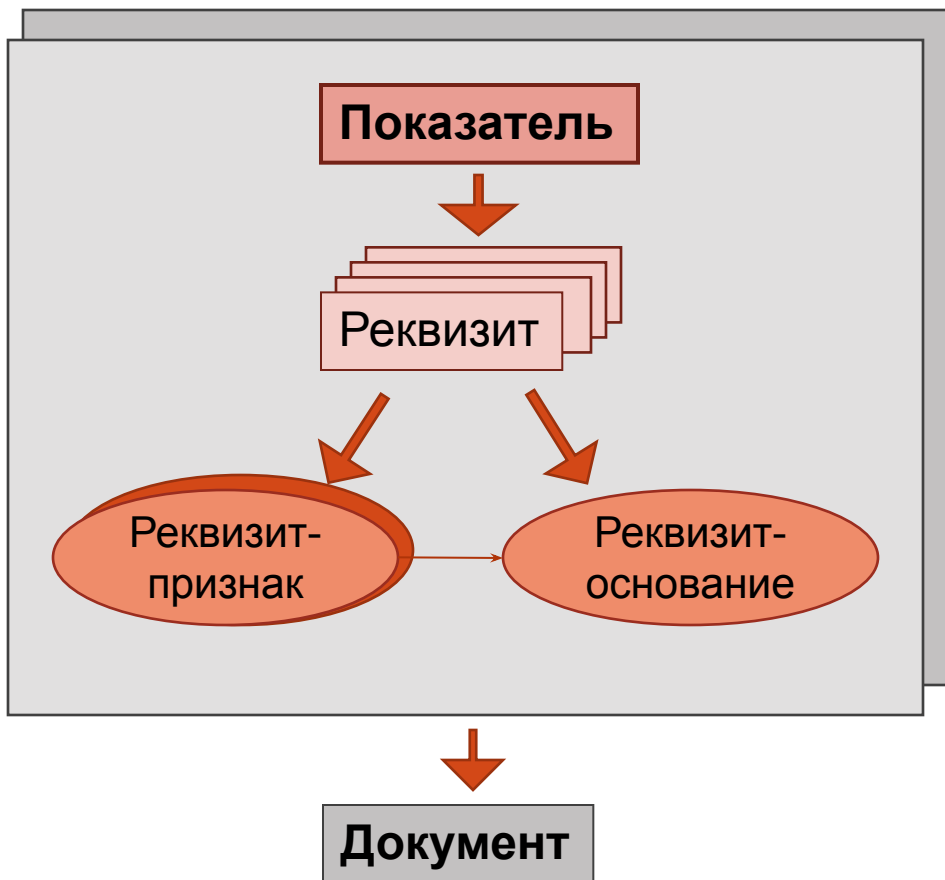 Показатель
Реквизит
Реквизит-
признак
Реквизит-
основание
Документ